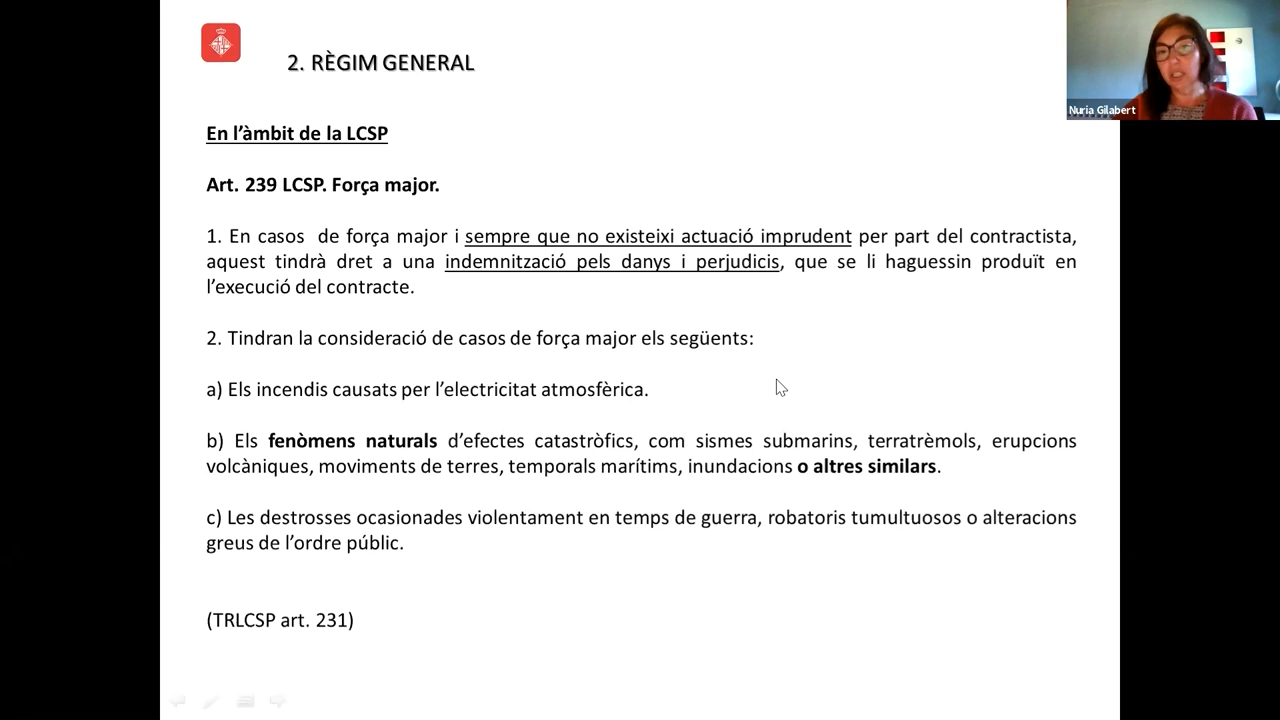 2. RÈGIM GENERAL
Nuria Gilabert
En l’àmbit de la LCSP
Art. 239 LCSP. Força major.
1. En casos  de força major i sempre que no existeixi actuació imprudent per part del contractista,
aquest tindrà dret a una indemnització pels danys i perjudicis, que se li haguessin produït en
l’execució del contracte.
2. Tindran la consideració de casos de força major els següents:
a) Els incendis causats per l’electricitat atmosfèrica.
b) Els fenòmens naturals d’efectes catastròfics, com sismes submarins, terratrèmols, erupcions
volcàniques, moviments de terres, temporals marítims, inundacions o altres similars.
c) Les destrosses ocasionades violentament en temps de guerra, robatoris tumultuosos o alteracions
greus de l’ordre públic.
(TRLCSP art. 231)